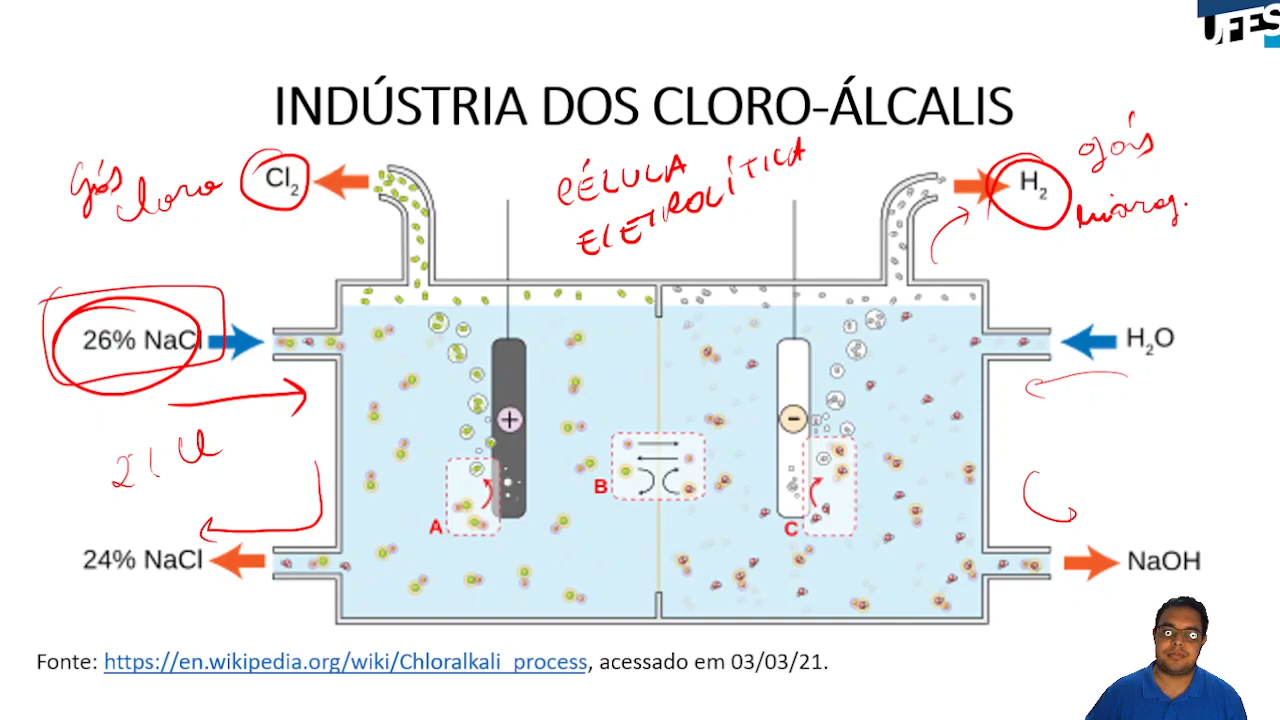 UFES
INDÚSTRIA DOS CLORO-ÁLCALIS
gás
cloro
Cl₂
CÉLULA
ELETROLÍTICA
H₂
gás
26% NaCl
H₂O
+
-
B
A
C
24% NaCl
NaOH
Fonte: https://en.wikipedia.org/wiki/Chloralkali_process, acessado em 03/03/21.